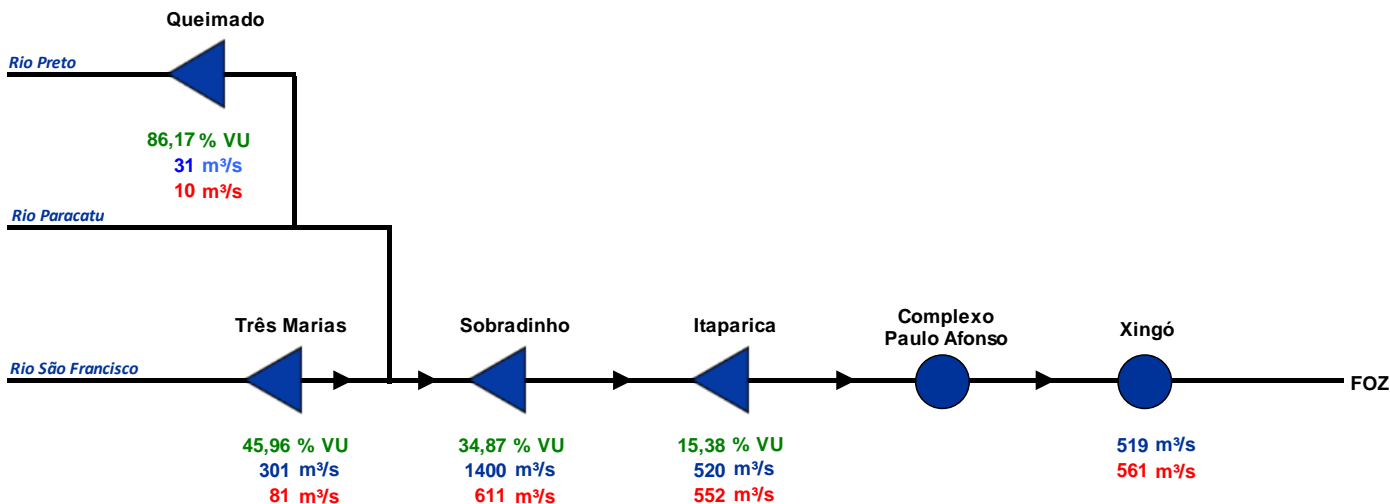 Queimado
Rio Preto
86,17 % VU
31 m³/s
10 m³/s
Rio Paracatu
Três Marias
Sobradinho
Itaparica
Complexo
Paulo Afonso
Xingó
Rio São Francisco
FOZ
45,96 % VU
301 m³/s
81 m³/s
34,87 % VU
1400 m³/s
611 m³/s
15,38 % VU
520 m³/s
552 m³/s
519 m³/s
561 m³/s